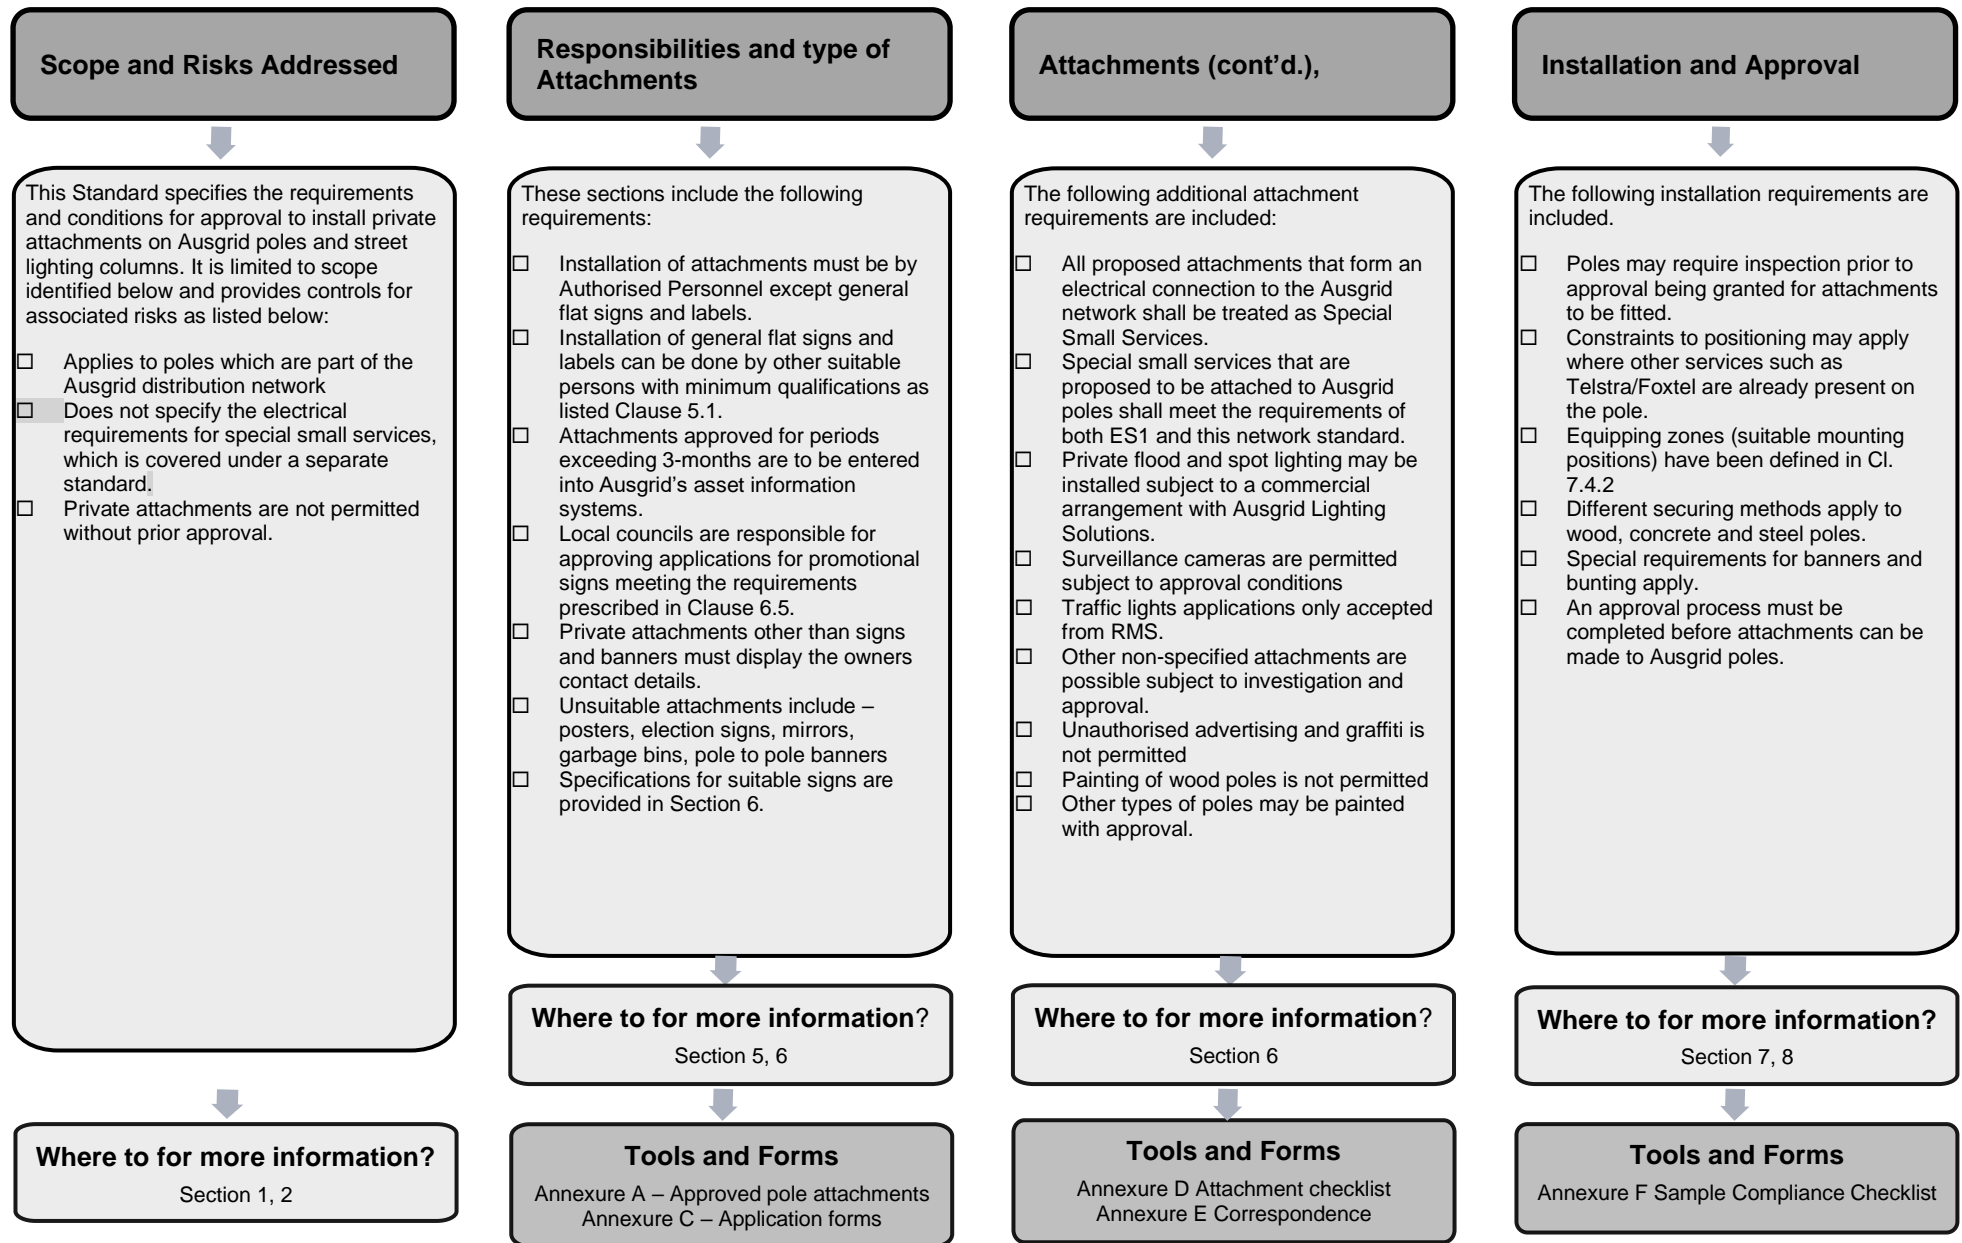 Scope and Risks Addressed
This Standard specifies the requirements
and conditions for approval to install private
attachments on Ausgrid poles and street
lighting columns. It is limited to scope
identified below and provides controls for
associated risks as listed below:
☐ Applies to poles which are part of the
Ausgrid distribution network
☐ Does not specify the electrical
requirements for special small services,
which is covered under a separate
standard.
☐ Private attachments are not permitted
without prior approval.
Where to for more information?
Section 1, 2
Responsibilities and type of
Attachments
These sections include the following
requirements:
☐ Installation of attachments must be by
Authorised Personnel except general
flat signs and labels.
☐ Installation of general flat signs and
labels can be done by other suitable
persons with minimum qualifications as
listed Clause 5.1.
☐ Attachments approved for periods
exceeding 3-months are to be entered
into Ausgrid's asset information
systems.
☐ Local councils are responsible for
approving applications for promotional
signs meeting the requirements
prescribed in Clause 6.5.
☐ Private attachments other than signs
and banners must display the owners
contact details.
☐ Unsuitable attachments include –
posters, election signs, mirrors,
garbage bins, pole to pole banners
☐ Specifications for suitable signs are
provided in Section 6.
Where to for more information?
Section 5, 6
Tools and Forms
Annexure A – Approved pole attachments
Annexure C – Application forms
Attachments (cont'd.),
The following additional attachment
requirements are included:
☐ All proposed attachments that form an
electrical connection to the Ausgrid
network shall be treated as Special
Small Services.
☐ Special small services that are
proposed to be attached to Ausgrid
poles shall meet the requirements of
both ES1 and this network standard.
☐ Private flood and spot lighting may be
installed subject to a commercial
arrangement with Ausgrid Lighting
Solutions.
☐ Surveillance cameras are permitted
subject to approval conditions
☐ Traffic lights applications only accepted
from RMS.
☐ Other non-specified attachments are
possible subject to investigation and
approval.
☐ Unauthorised advertising and graffiti is
not permitted
☐ Painting of wood poles is not permitted
☐ Other types of poles may be painted
with approval.
Where to for more information?
Section 6
Tools and Forms
Annexure D Attachment checklist
Annexure E Correspondence
Installation and Approval
The following installation requirements are
included.
☐ Poles may require inspection prior to
approval being granted for attachments
to be fitted.
☐ Constraints to positioning may apply
where other services such as
Telstra/Foxtel are already present on
the pole.
☐ Equipping zones (suitable mounting
positions) have been defined in Cl.
7.4.2
☐ Different securing methods apply to
wood, concrete and steel poles.
☐ Special requirements for banners and
bunting apply.
☐ An approval process must be
completed before attachments can be
made to Ausgrid poles.
Where to for more information?
Section 7, 8
Tools and Forms
Annexure F Sample Compliance Checklist